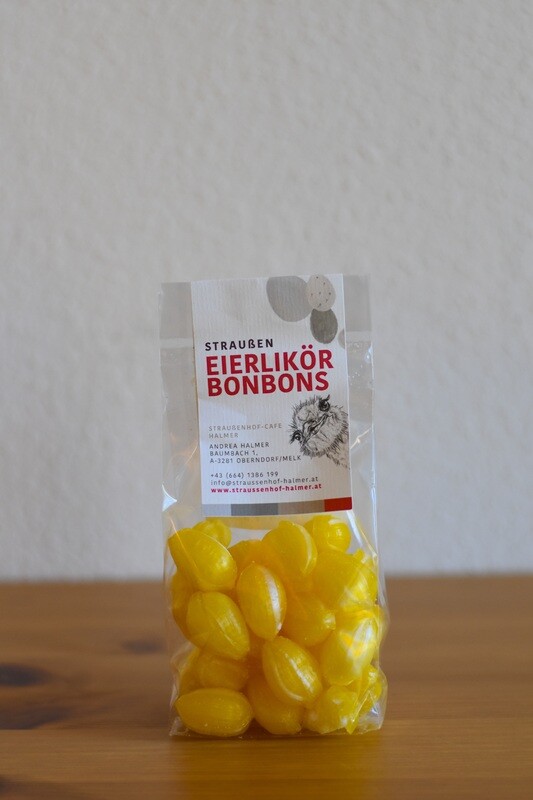 STRAUßEN
EIERLIKÖR
BONBONS
STRAUßENHOF-CAFE
HALMER
ANDREA HALMER
BAUMBACH 1,
A-3281 OBERNDORF/MELK
+43 (664) 1386 199
info@straussenhof-halmer.at
www.straussenhof-halmer.at